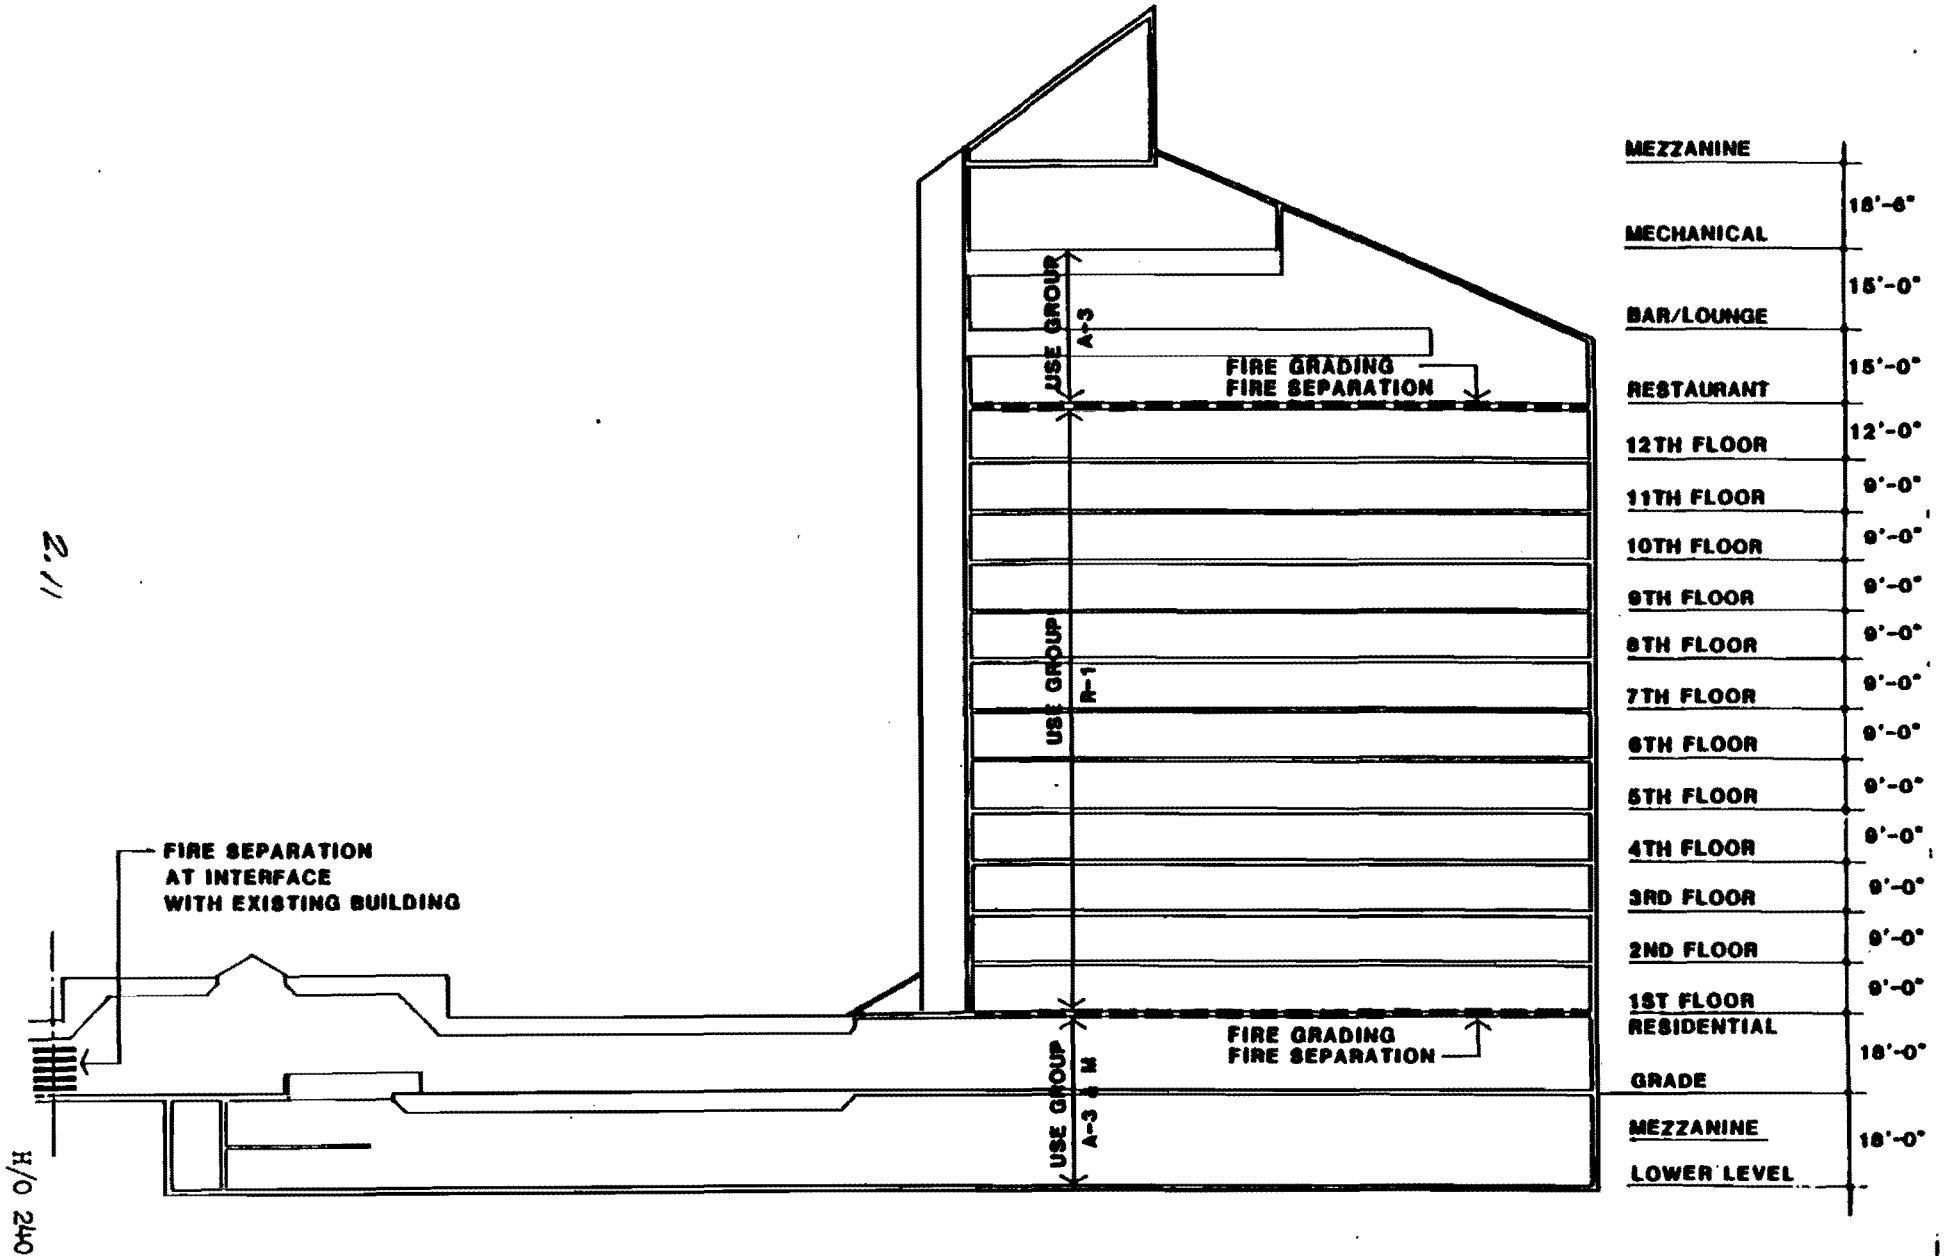 MEZZANINE
18'-6"
MECHANICAL
15'-0"
BAR/LOUNGE
15'-0"
RESTAURANT
12'-0"
12TH FLOOR
9'-0"
11TH FLOOR
9'-0"
10TH FLOOR
9'-0"
9TH FLOOR
9'-0"
8TH FLOOR
9'-0"
7TH FLOOR
9'-0"
6TH FLOOR
9'-0"
5TH FLOOR
9'-0"
4TH FLOOR
9'-0"
3RD FLOOR
9'-0"
2ND FLOOR
9'-0"
1ST FLOOR
RESIDENTIAL
18'-0"
GRADE
MEZZANINE
18'-0"
LOWER LEVEL
USE GROUP
A-3
FIRE GRADING
FIRE SEPARATION
USE GROUP
R-1
FIRE GRADING
FIRE SEPARATION
USE GROUP
A-3 & M
FIRE SEPARATION
AT INTERFACE
WITH EXISTING BUILDING
2.11
H/O 240